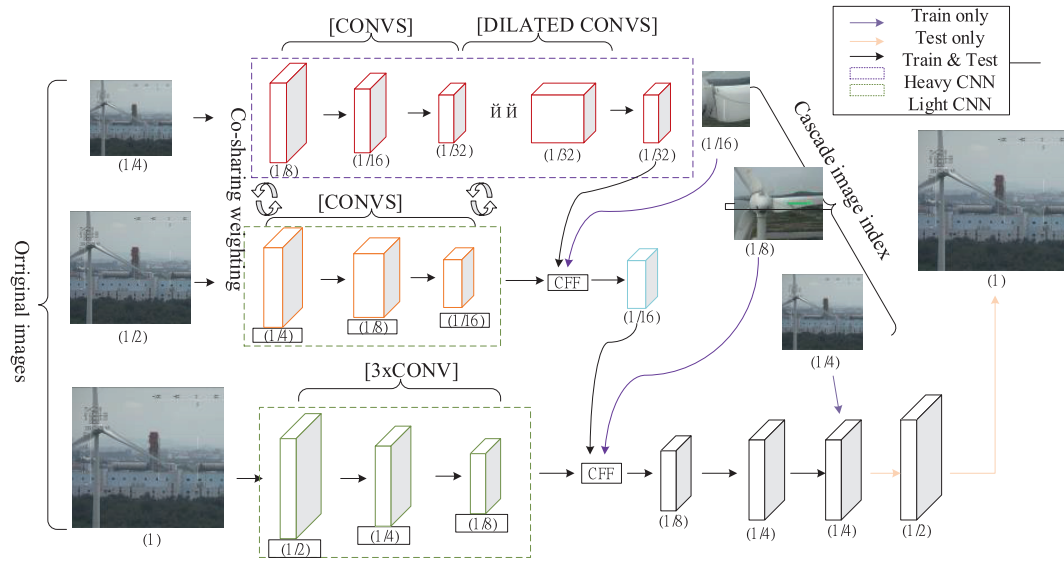 [CONVS]
[DILATED CONVS]
Train only
Test only
Train & Test
Heavy CNN
Light CNN
Orriginal images
Co-sharing weighting
Cascade image index
(1/4)
(1/8)
(1/16)
(1/32)
й й
(1/32)
(1/32)
(1/16)
[CONVS]
(1/2)
(1/4)
(1/8)
(1/16)
CFF
(1/16)
(1/8)
(1/4)
(1)
[3xCONV]
(1)
(1/2)
(1/4)
(1/8)
CFF
(1/8)
(1/4)
(1/4)
(1/2)